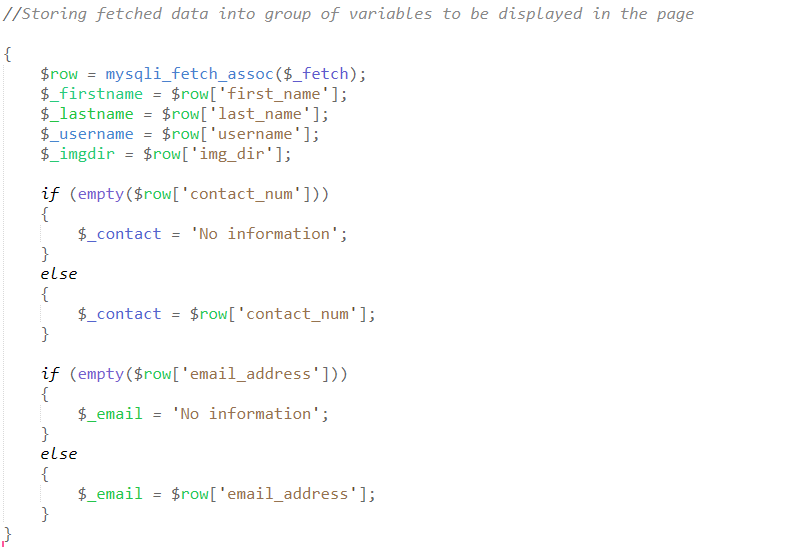 //Storing fetched data into group of variables to be displayed in the page
{
$row = mysqli_fetch_assoc($_fetch);
$_firstname = $row['first_name'];
$_lastname = $row['last_name'];
$_username = $row['username'];
$_imgdir = $row['img_dir'];
if (empty($row['contact_num']))
{
$_contact = 'No information';
}
else
{
$_contact = $row['contact_num'];
}
if (empty($row['email_address']))
{
$_email = 'No information';
}
else
{
$_email = $row['email_address'];
}
}